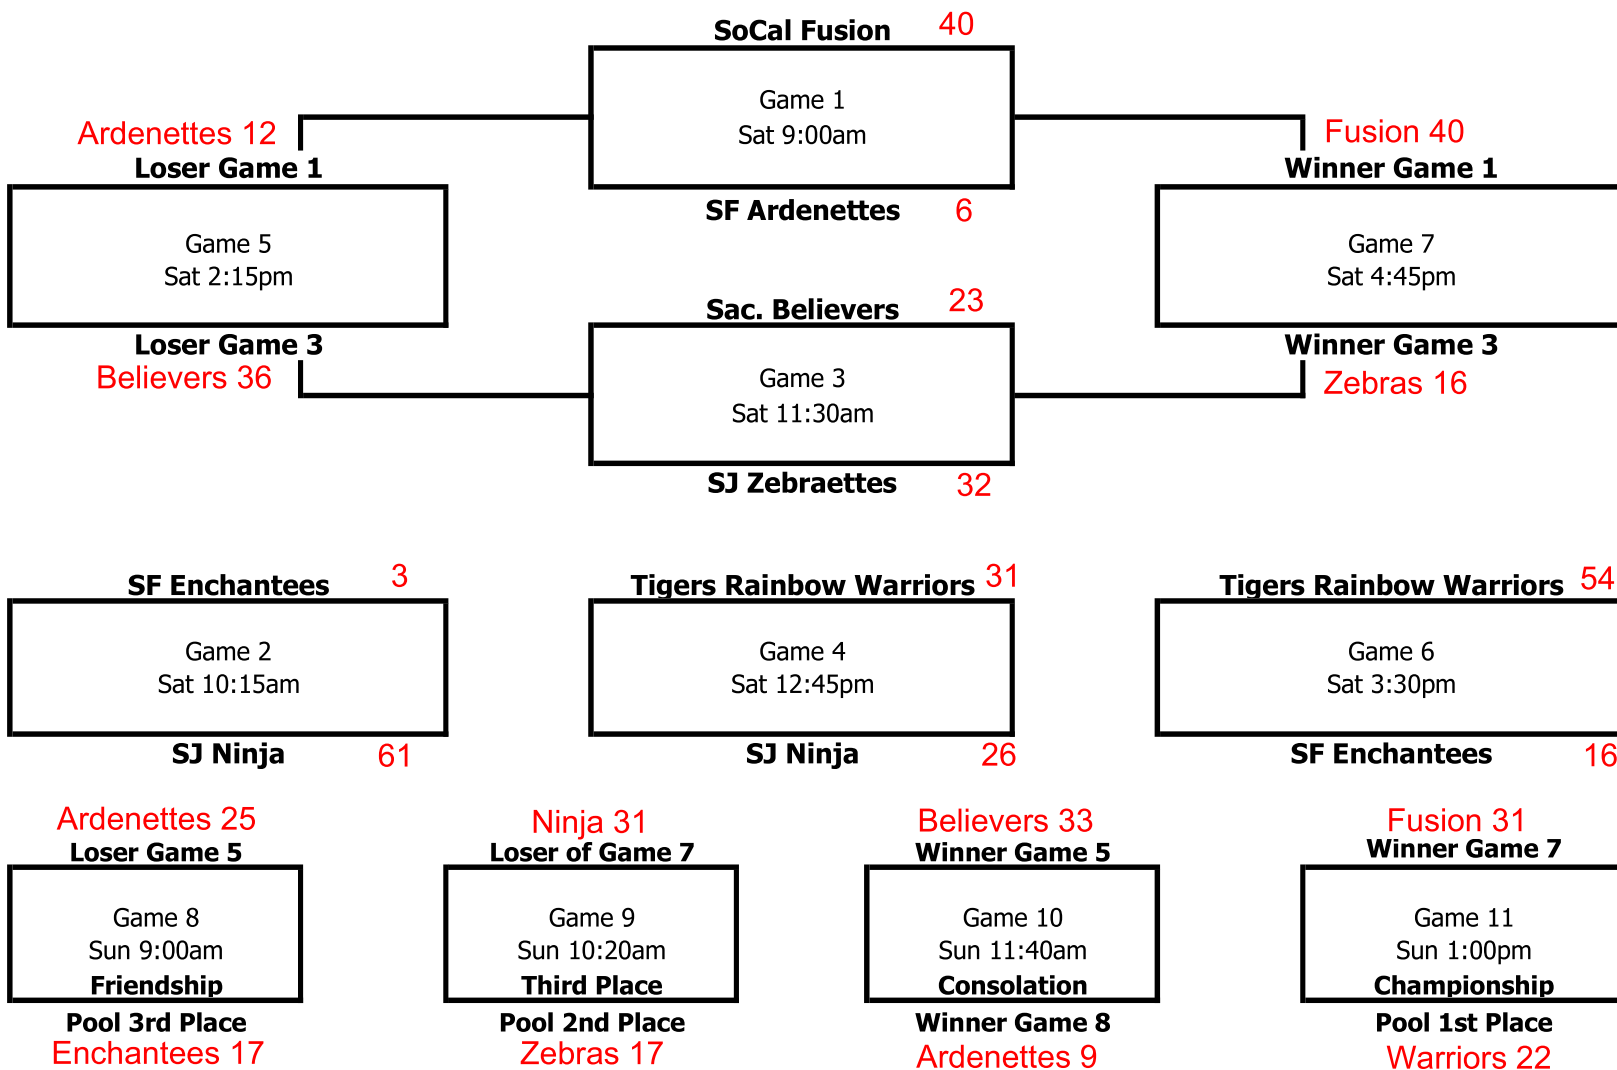 SoCal Fusion 40
Game 1
Sat 9:00am
SF Ardenettes 6
Ardenettes 12
Loser Game 1
Game 5
Sat 2:15pm
Loser Game 3
Believers 36
Fusion 40
Winner Game 1
Game 7
Sat 4:45pm
Winner Game 3
Zebras 16
Sac. Believers 23
Game 3
Sat 11:30am
SJ Zebraettes 32
SF Enchantees 3
Game 2
Sat 10:15am
SJ Ninja 61
Tigers Rainbow Warriors 31
Game 4
Sat 12:45pm
SJ Ninja 26
Tigers Rainbow Warriors 54
Game 6
Sat 3:30pm
SF Enchantees 16
Ardenettes 25
Loser Game 5
Game 8
Sun 9:00am
Friendship
Pool 3rd Place
Enchantees 17
Ninja 31
Loser of Game 7
Game 9
Sun 10:20am
Third Place
Pool 2nd Place
Zebras 17
Believers 33
Winner Game 5
Game 10
Sun 11:40am
Consolation
Winner Game 8
Ardenettes 9
Fusion 31
Winner Game 7
Game 11
Sun 1:00pm
Championship
Pool 1st Place
Warriors 22